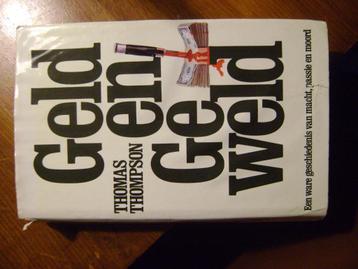 Geld
en
Ge
weld
THOMAS
THOMPSON
Een ware geschiedenis van macht, passie en moord